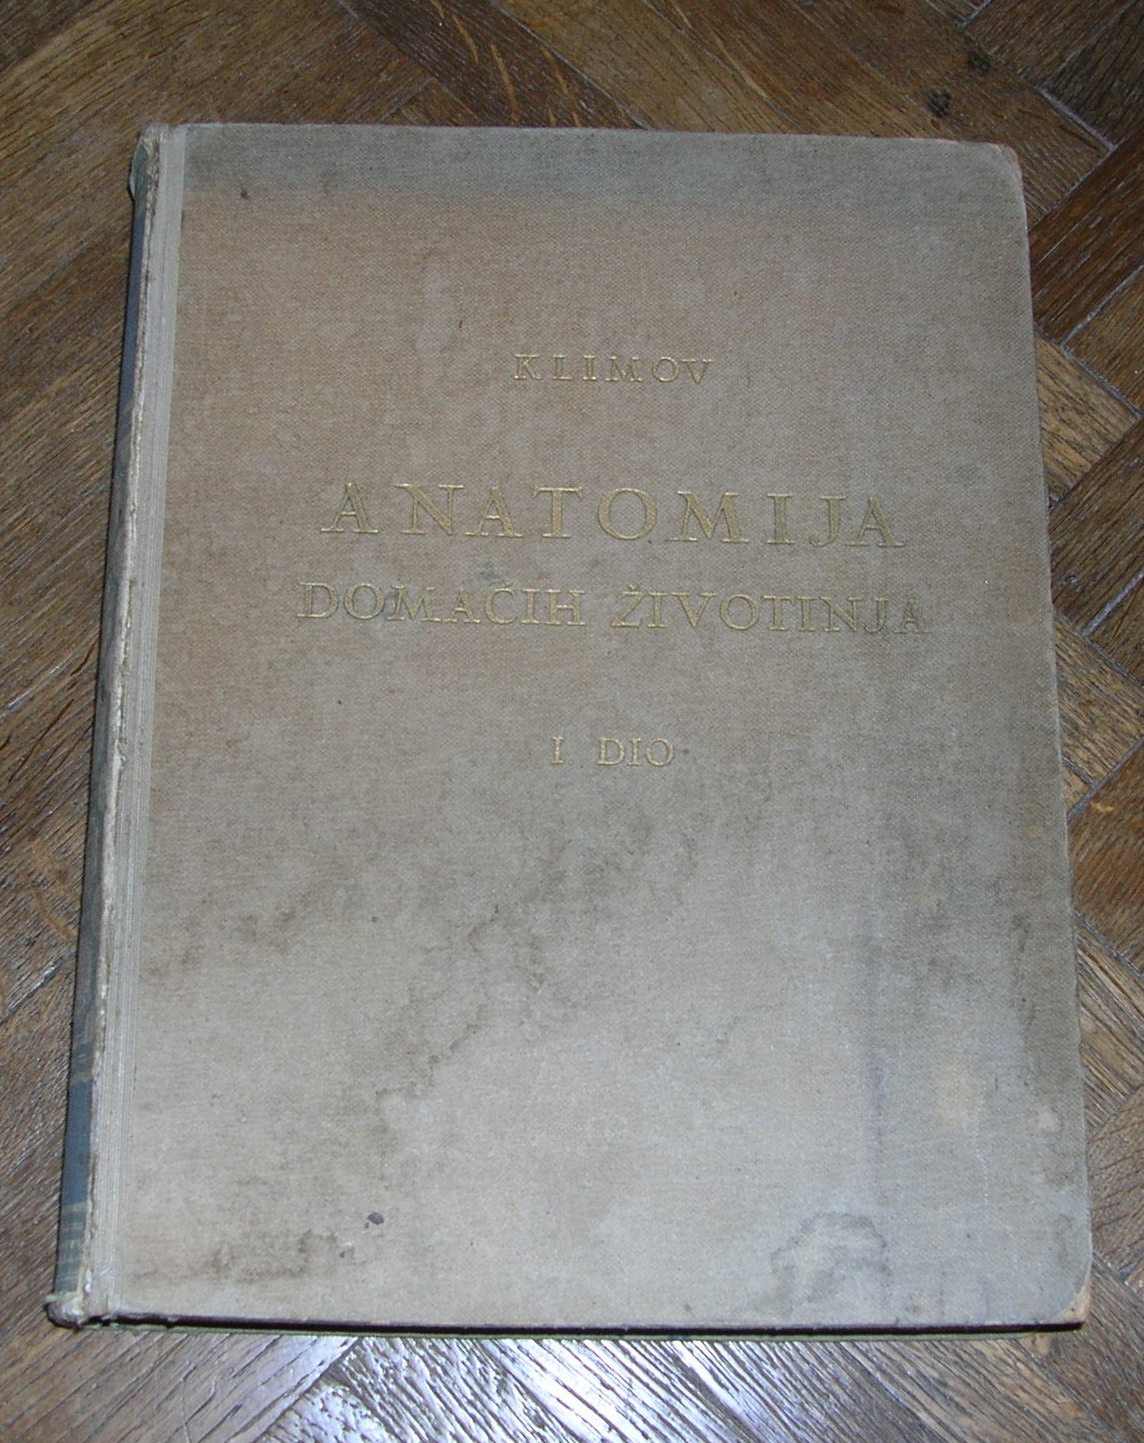 KLIMOV
ANATOMIJA
DOMAĆIH ŽIVOTINJA
I DIO